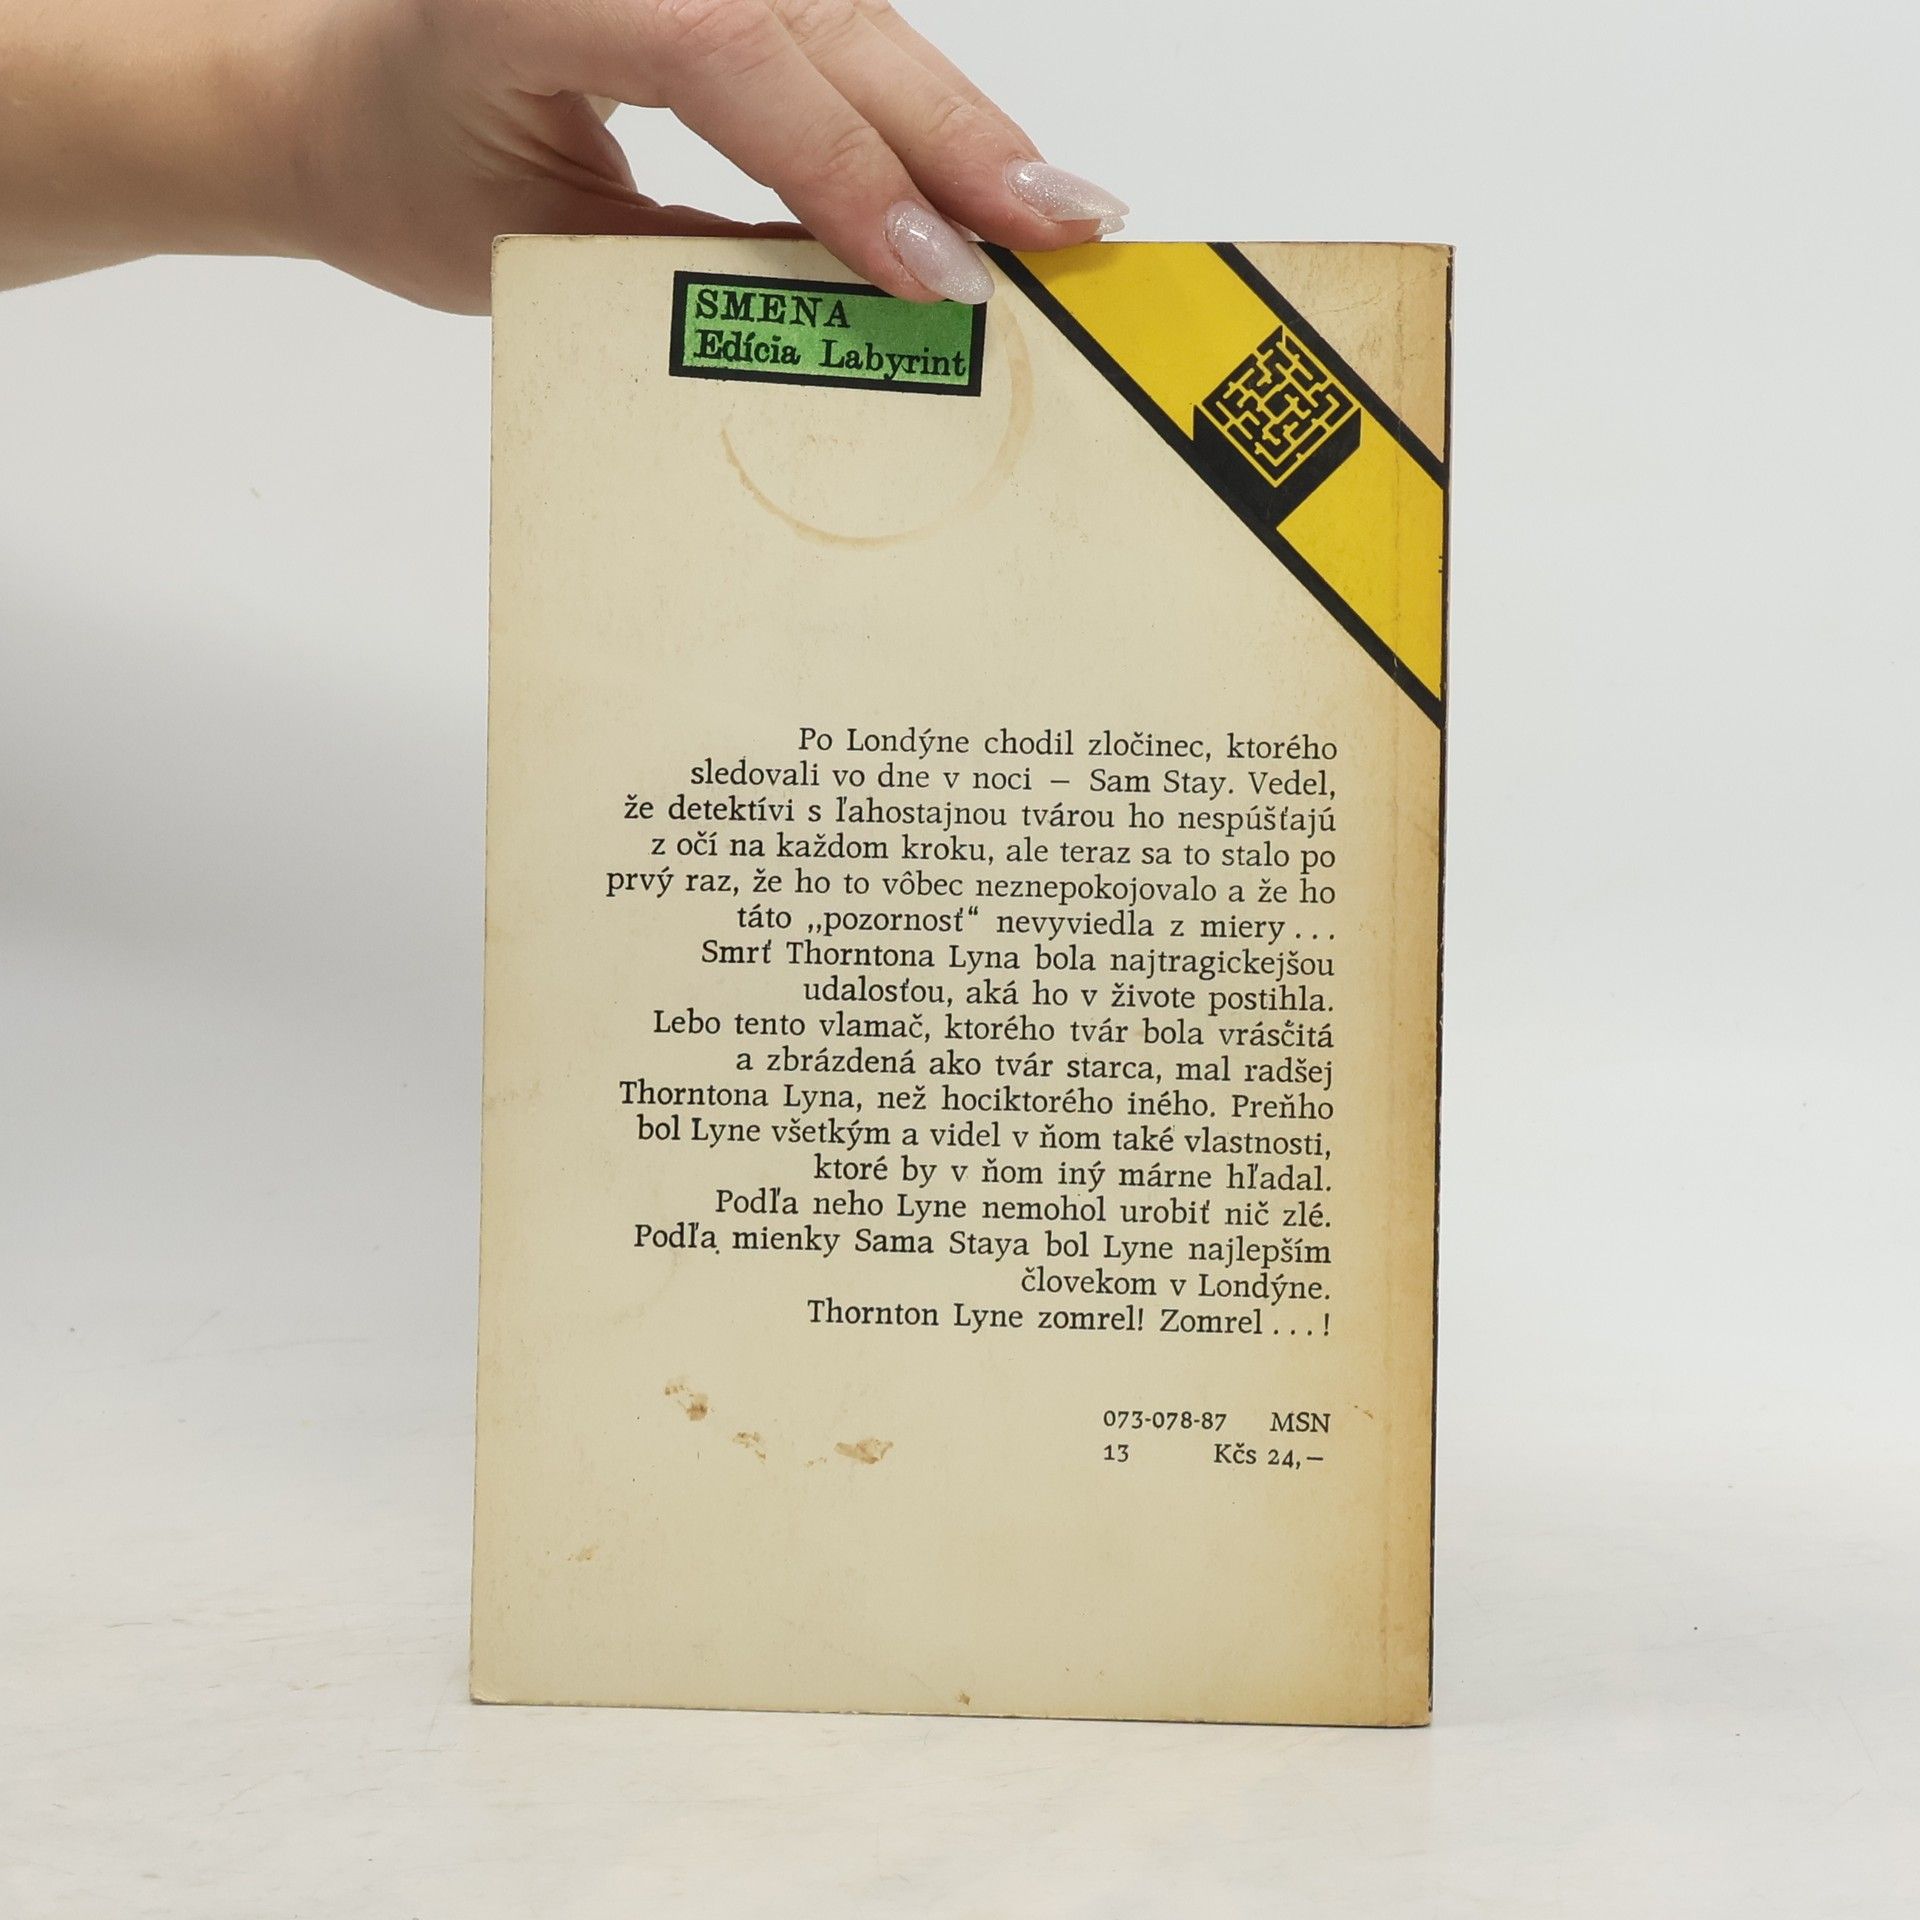 SMENA
Edícia Labyrint
Po Londýne chodil zločinec, ktorého
sledovali vo dne v noci – Sam Stay. Vedel,
že detektívi s ľahostajnou tvárou ho nespúšťajú
z očí na každom kroku, ale teraz sa to stalo po
prvý raz, že ho to vôbec neznepokojovalo a že ho
táto „pozornosť“ nevyviedla z miery . . .
Smrť Thorntona Lyna bola najtragickejšou
udalosťou, aká ho v živote postihla.
Lebo tento vlamač, ktorého tvár bola vrásčitá
a zbrázdená ako tvár starca, mal radšej
Thorntona Lyna, než hociktorého iného. Preňho
bol Lyne všetkým a videl v ňom také vlastnosti,
ktoré by v ňom iný márne hľadal.
Podľa neho Lyne nemohol urobiť nič zlé.
Podľa mienky Sama Staya bol Lyne najlepším
človekom v Londýne.
Thornton Lyne zomrel! Zomrel . . . !
073-078-87 MSN
13 Kčs 24,–